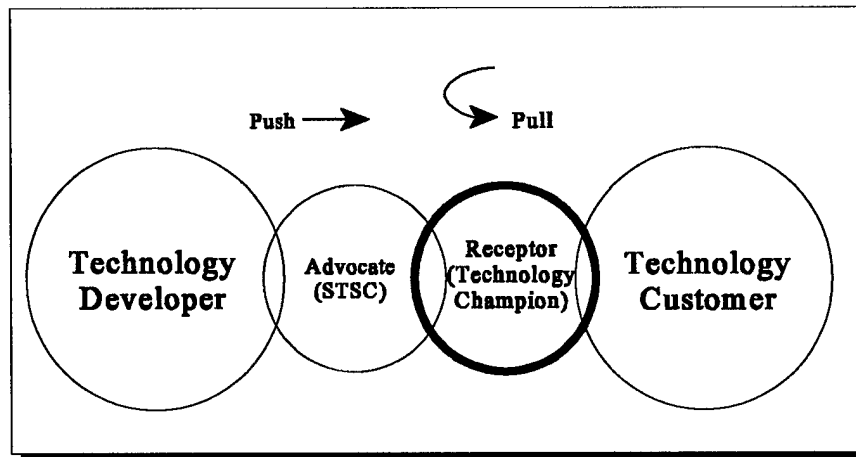 Push
Pull
Technology
Developer
Advocate
(STSC)
Receptor
(Technology
Champion)
Technology
Customer